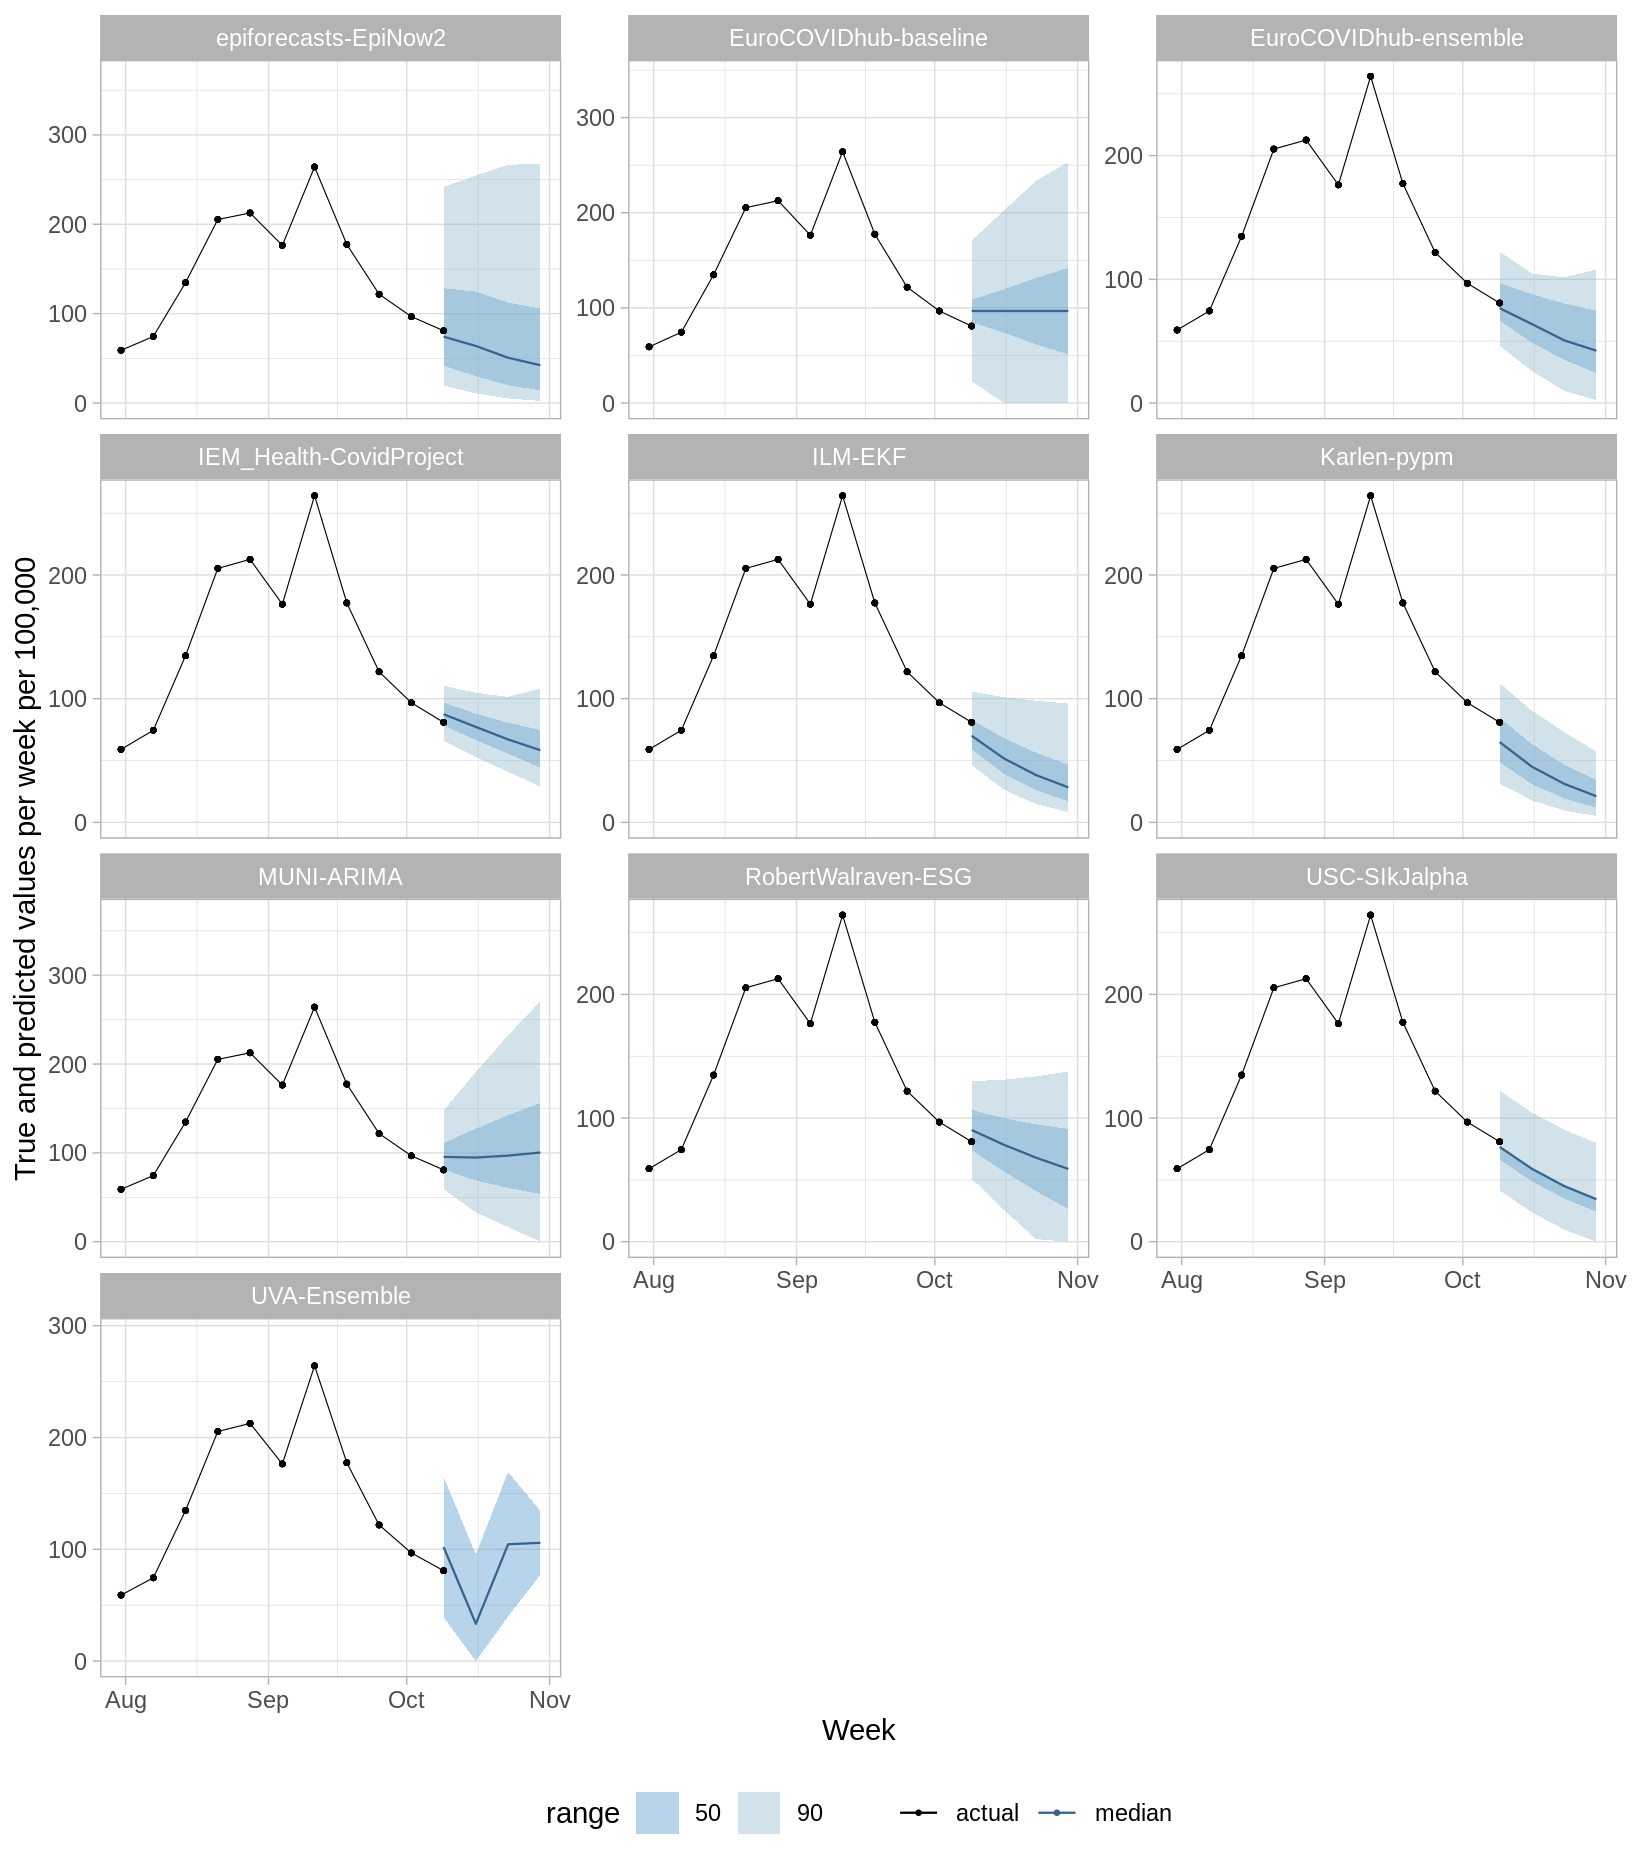 epiforecasts-EpiNow2
EuroCOVIDhub-baseline
EuroCOVIDhub-ensemble
300
200
100
0
300
200
100
0
200
100
0
IEM_Health-CovidProject
ILM-EKF
Karlen-pypm
200
100
0
200
100
0
200
100
0
True and predicted values per week per 100,000
MUNI-ARIMA
RobertWalraven-ESG
USC-SIkJalpha
300
200
100
0
200
100
0
Aug Sep Oct Nov
200
100
0
Aug Sep Oct Nov
UVA-Ensemble
300
200
100
0
Aug Sep Oct Nov
Week
range 50 90 actual median